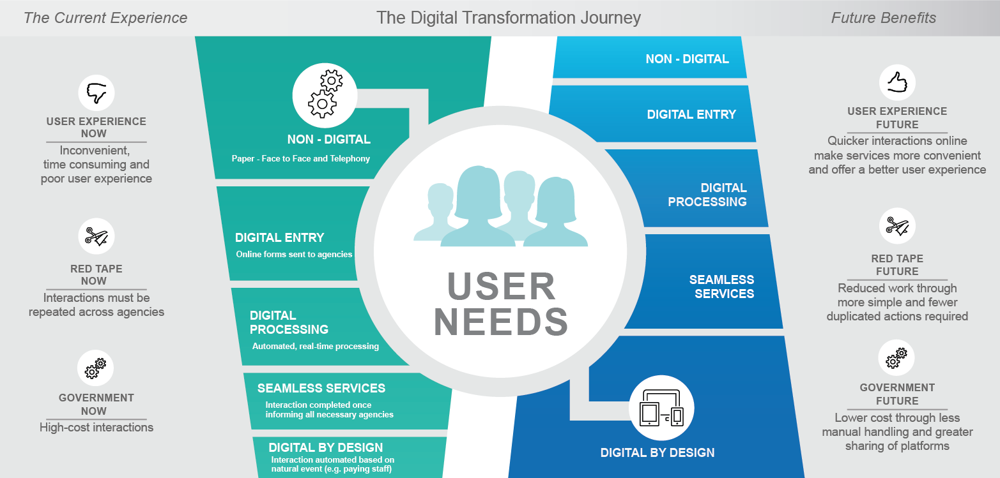 The Current Experience
The Digital Transformation Journey
Future Benefits
USER EXPERIENCE
NOW
Inconvenient,
time consuming and
poor user experience
RED TAPE
NOW
Interactions must be
repeated across agencies
GOVERNMENT
NOW
High-cost interactions
NON - DIGITAL
Paper - Face to Face and Telephony
DIGITAL ENTRY
Online forms sent to agencies
DIGITAL
PROCESSING
Automated, real-time processing
SEAMLESS SERVICES
Interaction completed once
informing all necessary agencies
DIGITAL BY DESIGN
Interaction automated based on
natural event (e.g. paying staff)
USER
NEEDS
NON - DIGITAL
DIGITAL ENTRY
DIGITAL
PROCESSING
SEAMLESS
SERVICES
DIGITAL BY DESIGN
USER EXPERIENCE
FUTURE
Quicker interactions online
make services more convenient
and offer a better user experience
RED TAPE
FUTURE
Reduced work through
more simple and fewer
duplicated actions required
GOVERNMENT
FUTURE
Lower cost through less
manual handling and greater
sharing of platforms